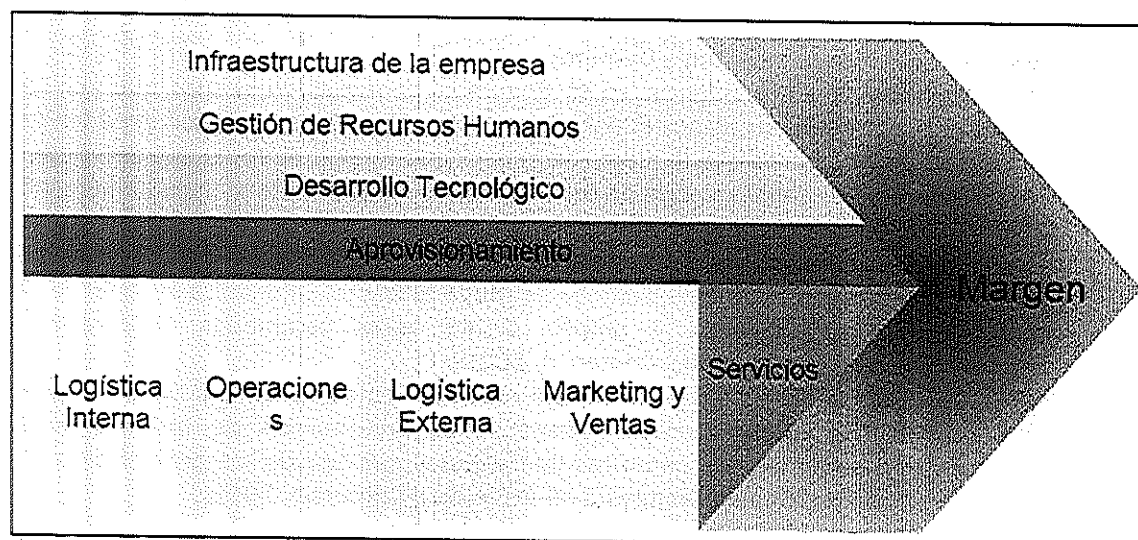 Infraestructura de la empresa
Gestión de Recursos Humanos
Desarrollo Tecnológico
Aprovisionamiento
Margen
Servicios
Logística
Interna
Operacione
s
Logística
Externa
Marketing y
Ventas